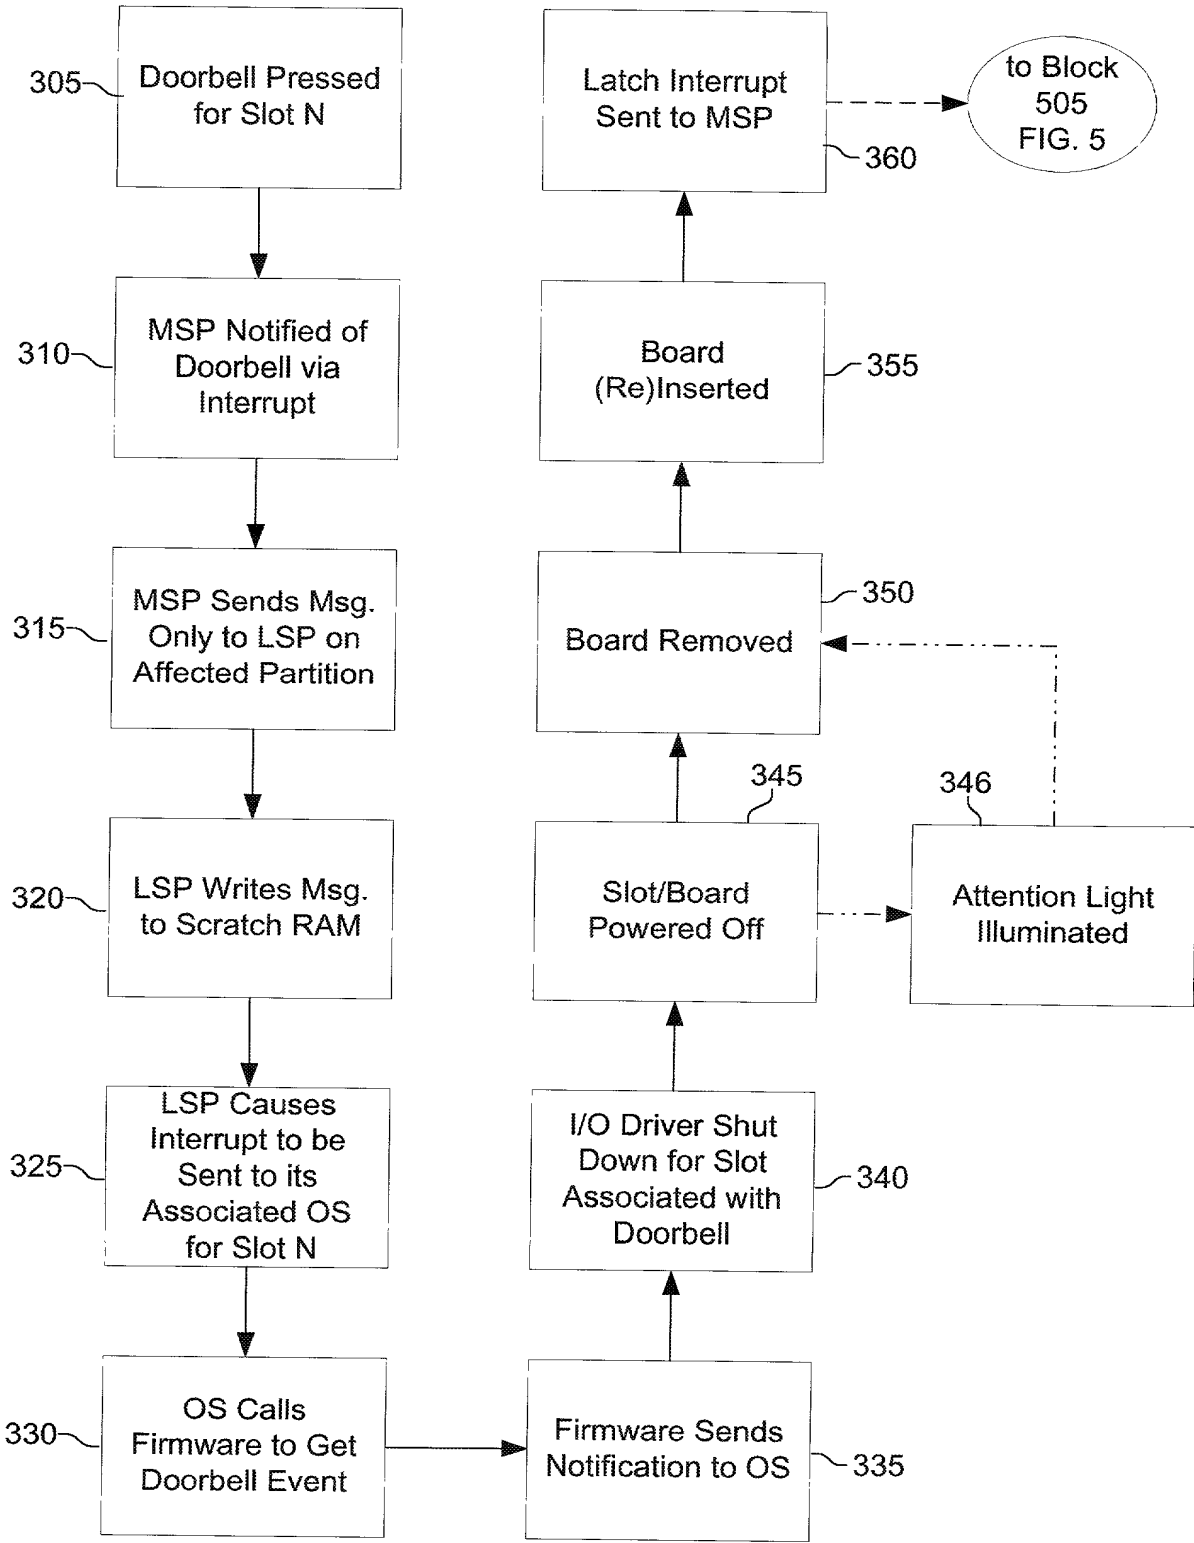 305
Doorbell Pressed
for Slot N
310
MSP Notified of
Doorbell via
Interrupt
315
MSP Sends Msg.
Only to LSP on
Affected Partition
320
LSP Writes Msg.
to Scratch RAM
325
LSP Causes
Interrupt to be
Sent to its
Associated OS
for Slot N
330
OS Calls
Firmware to Get
Doorbell Event
Firmware Sends
Notification to OS
335
I/O Driver Shut
Down for Slot
Associated with
Doorbell
340
345
Slot/Board
Powered Off
346
Attention Light
Illuminated
350
Board Removed
Board
(Re)Inserted
355
Latch Interrupt
Sent to MSP
360
to Block
505
FIG. 5